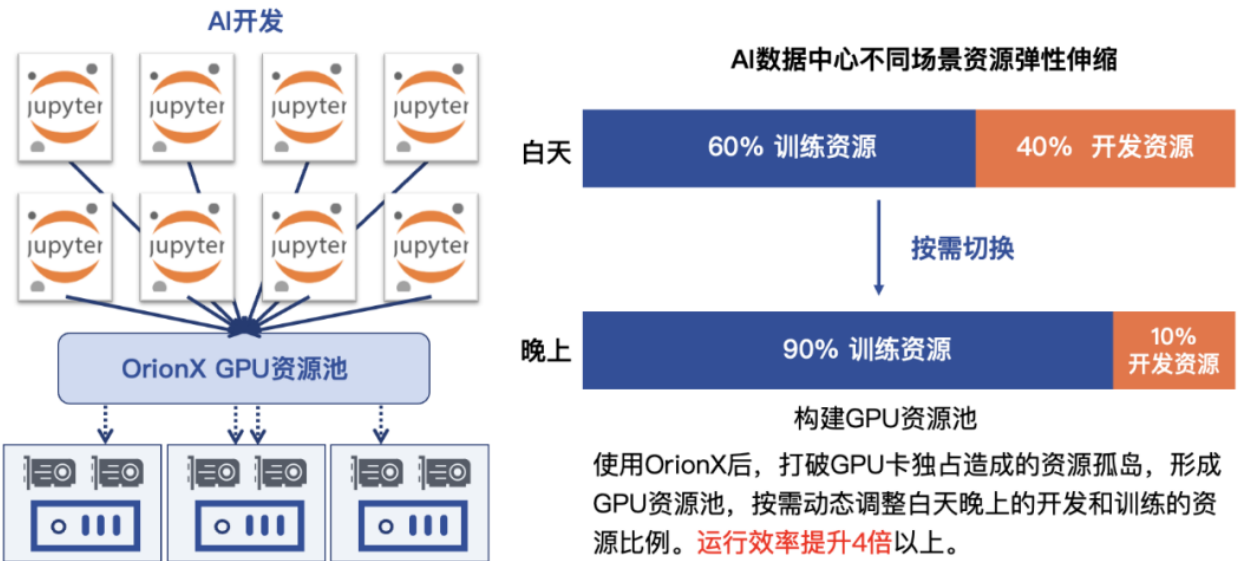 AI开发
jupyter jupyter jupyter jupyter
jupyter jupyter jupyter jupyter
OrionX GPU资源池
AI数据中心不同场景资源弹性伸缩
白天 60% 训练资源 40% 开发资源
按需切换
晚上 90% 训练资源 10% 开发资源
构建GPU资源池
使用OrionX后，打破GPU卡独占造成的资源孤岛，形成
GPU资源池，按需动态调整白天晚上的开发和训练的资
源比例。运行效率提升4倍以上。